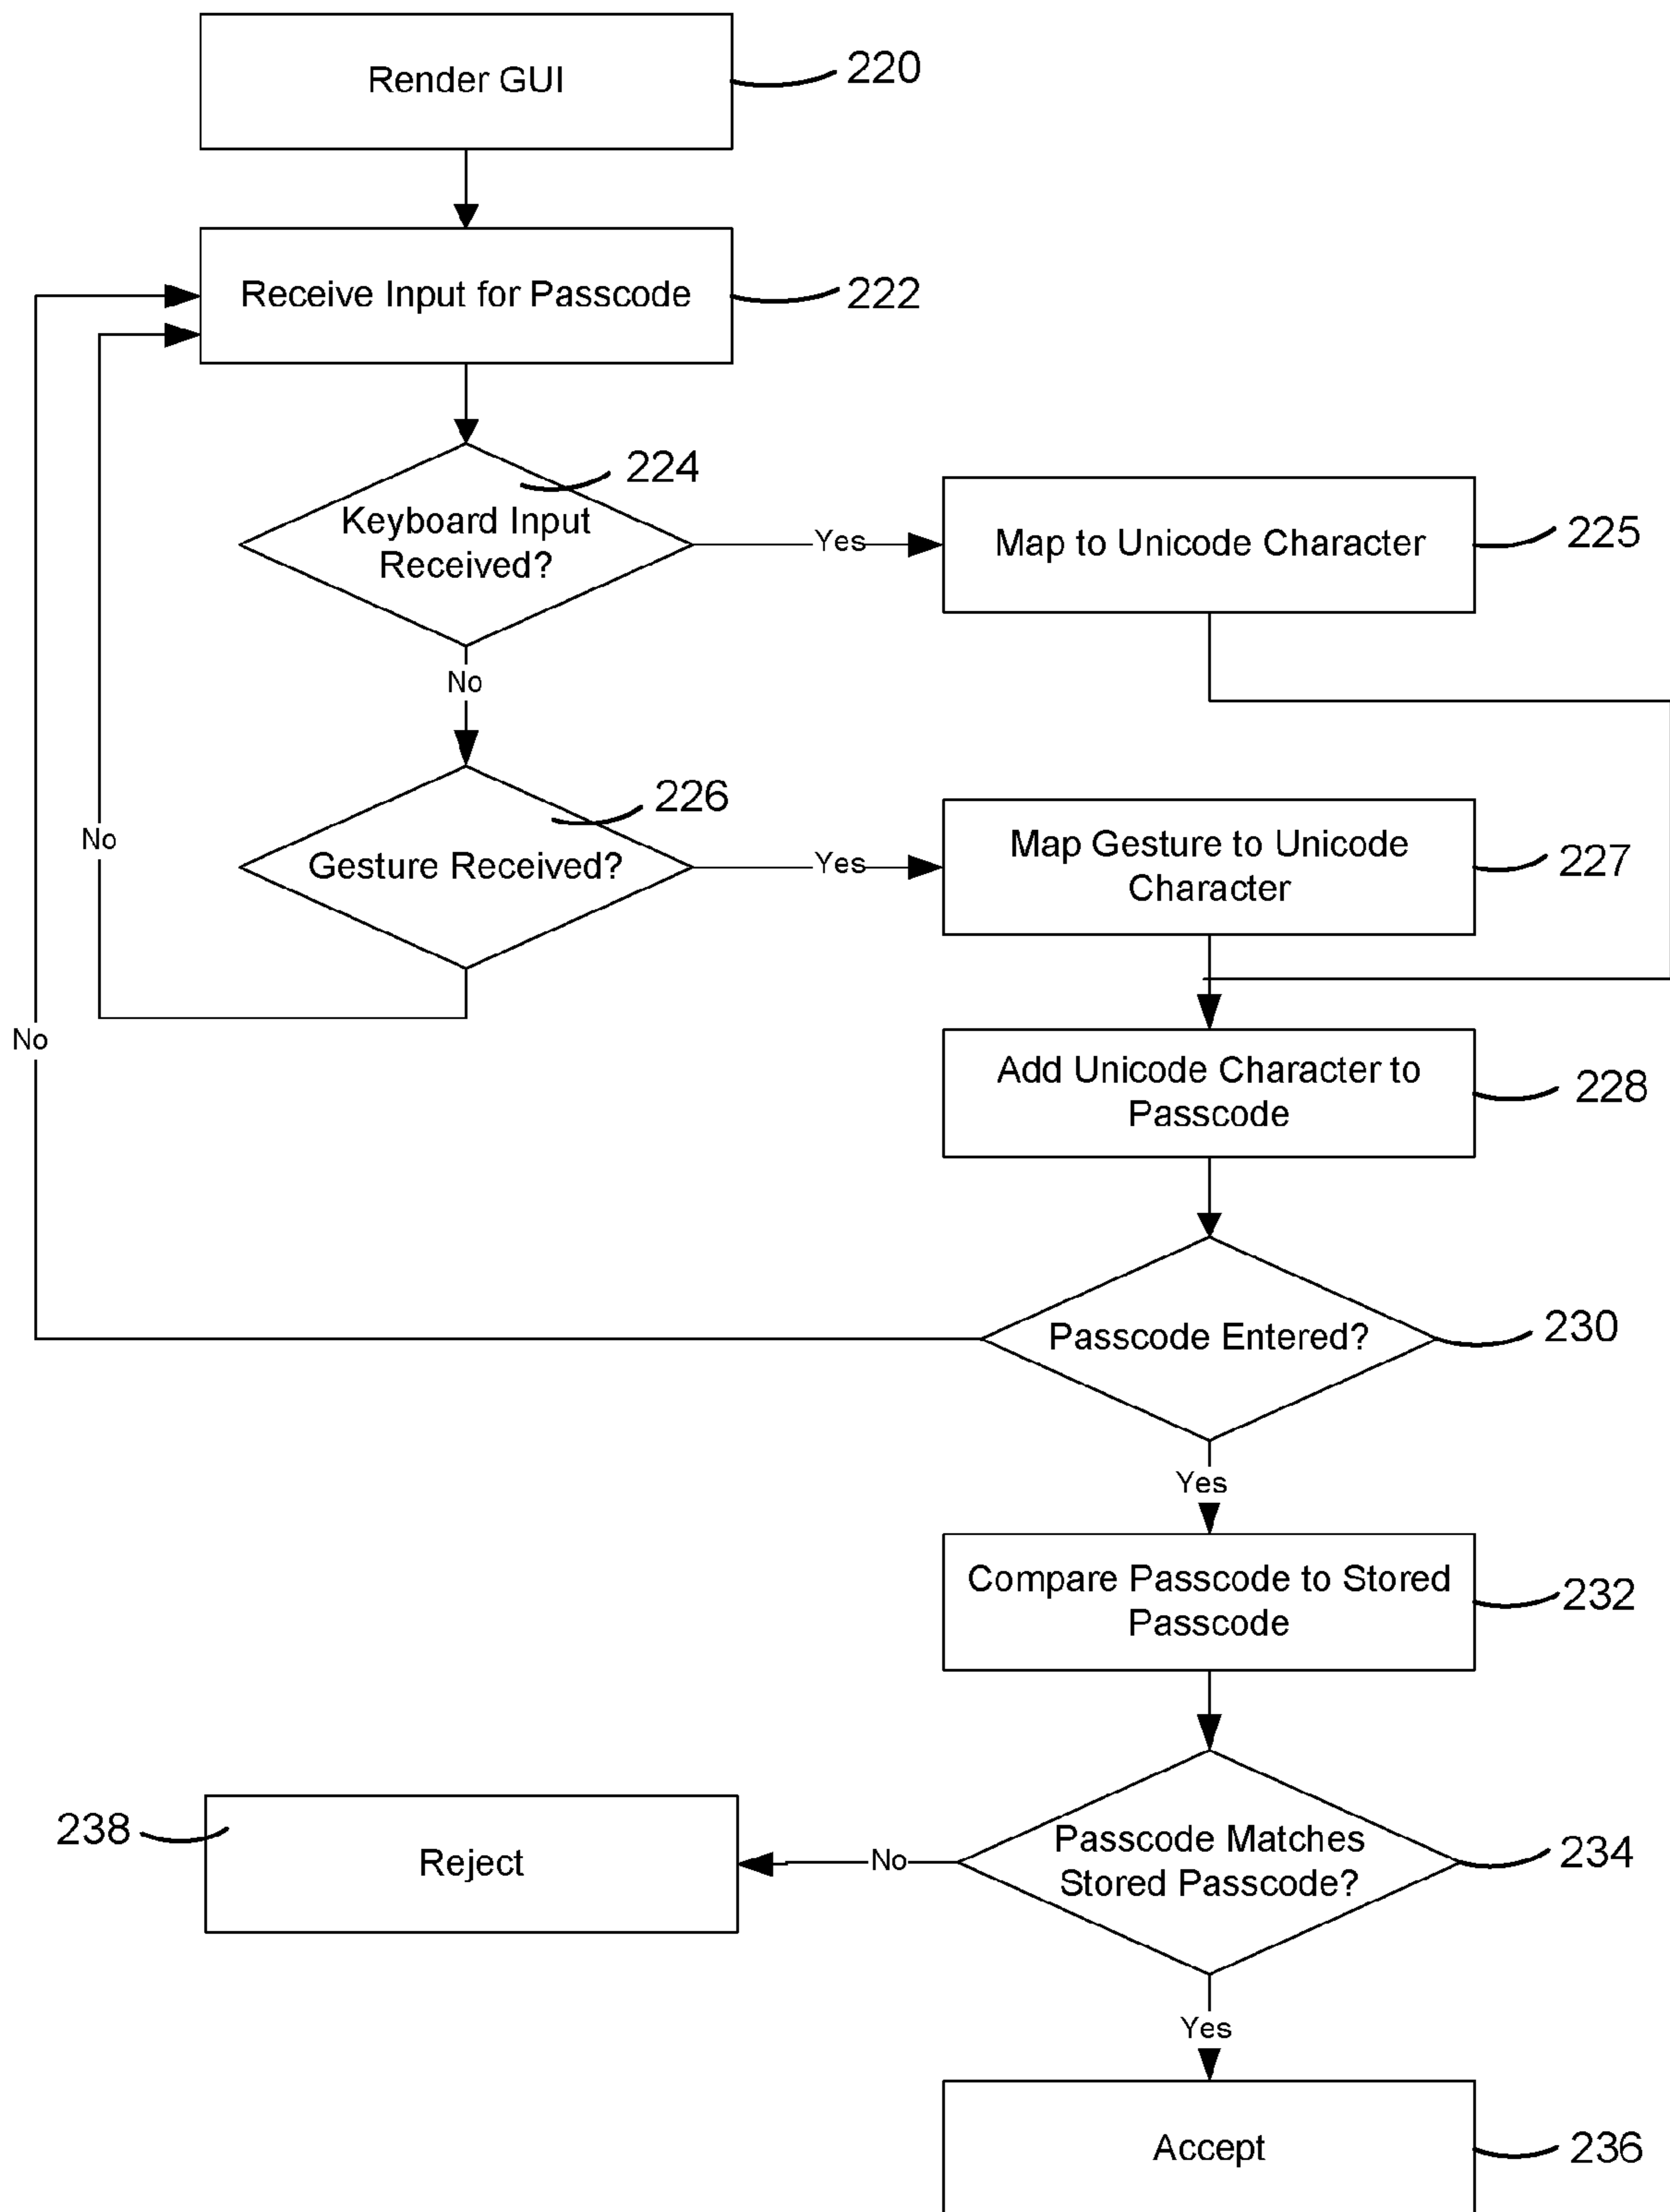 Render GUI
220
Receive Input for Passcode
222
224
Keyboard Input
Received?
Yes
Map to Unicode Character
225
No
226
Gesture Received?
Yes
Map Gesture to Unicode
Character
227
No
No
Add Unicode Character to
Passcode
228
Passcode Entered?
230
Yes
Compare Passcode to Stored
Passcode
232
238
Reject
No
Passcode Matches
Stored Passcode?
234
Yes
Accept
236